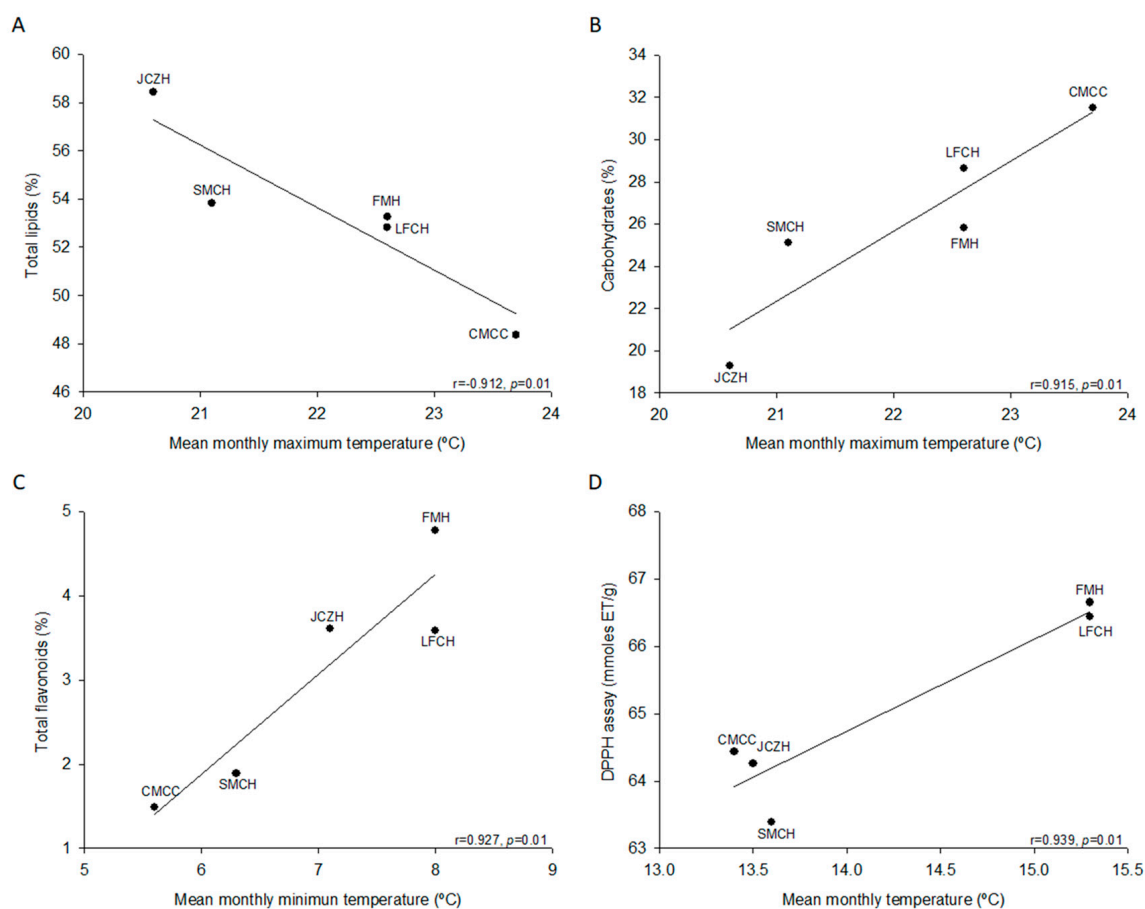 A
60
58
56
54
52
50
48
46
Total lipids (%)
JCZH
SMCH
FMH
LFCH
CMCC
r=-0.912, p=0.01
20 21 22 23 24
Mean monthly maximum temperature (ºC)
B
34
32
30
28
26
24
22
20
18
Carbohydrates (%)
CMCC
LFCH
SMCH
FMH
JCZH
r=0.915, p=0.01
20 21 22 23 24
Mean monthly maximum temperature (ºC)
C
5
4
3
2
1
Total flavonoids (%)
FMH
JCZH
LFCH
CMCC
SMCH
r=0.927, p=0.01
5 6 7 8 9
Mean monthly minimun temperature (ºC)
D
68
67
66
65
64
63
DPPH assay (mmoles ET/g)
FMH
LFCH
CMCC
JCZH
SMCH
r=0.939, p=0.01
13.0 13.5 14.0 14.5 15.0 15.5
Mean monthly temperature (ºC)